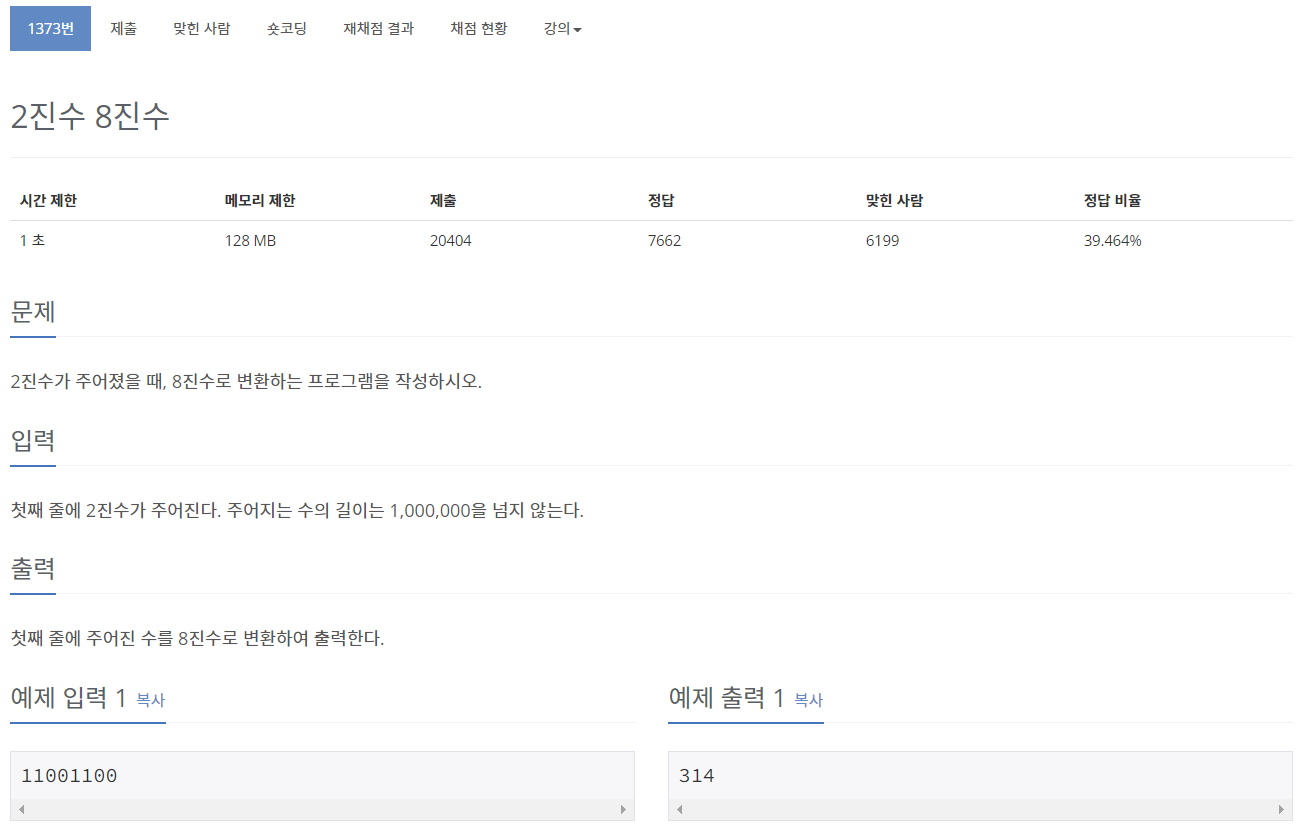 1373번 제출 맞힌 사람 숏코딩 재채점 결과 채점 현황 강의
2진수 8진수
시간 제한 메모리 제한 제출 정답 맞힌 사람 정답 비율
1 초 128 MB 20404 7662 6199 39.464%
문제
2진수가 주어졌을 때, 8진수로 변환하는 프로그램을 작성하시오.
입력
첫째 줄에 2진수가 주어진다. 주어지는 수의 길이는 1,000,000을 넘지 않는다.
출력
첫째 줄에 주어진 수를 8진수로 변환하여 출력한다.
예제 입력 1 복사 예제 출력 1 복사
11001100 314